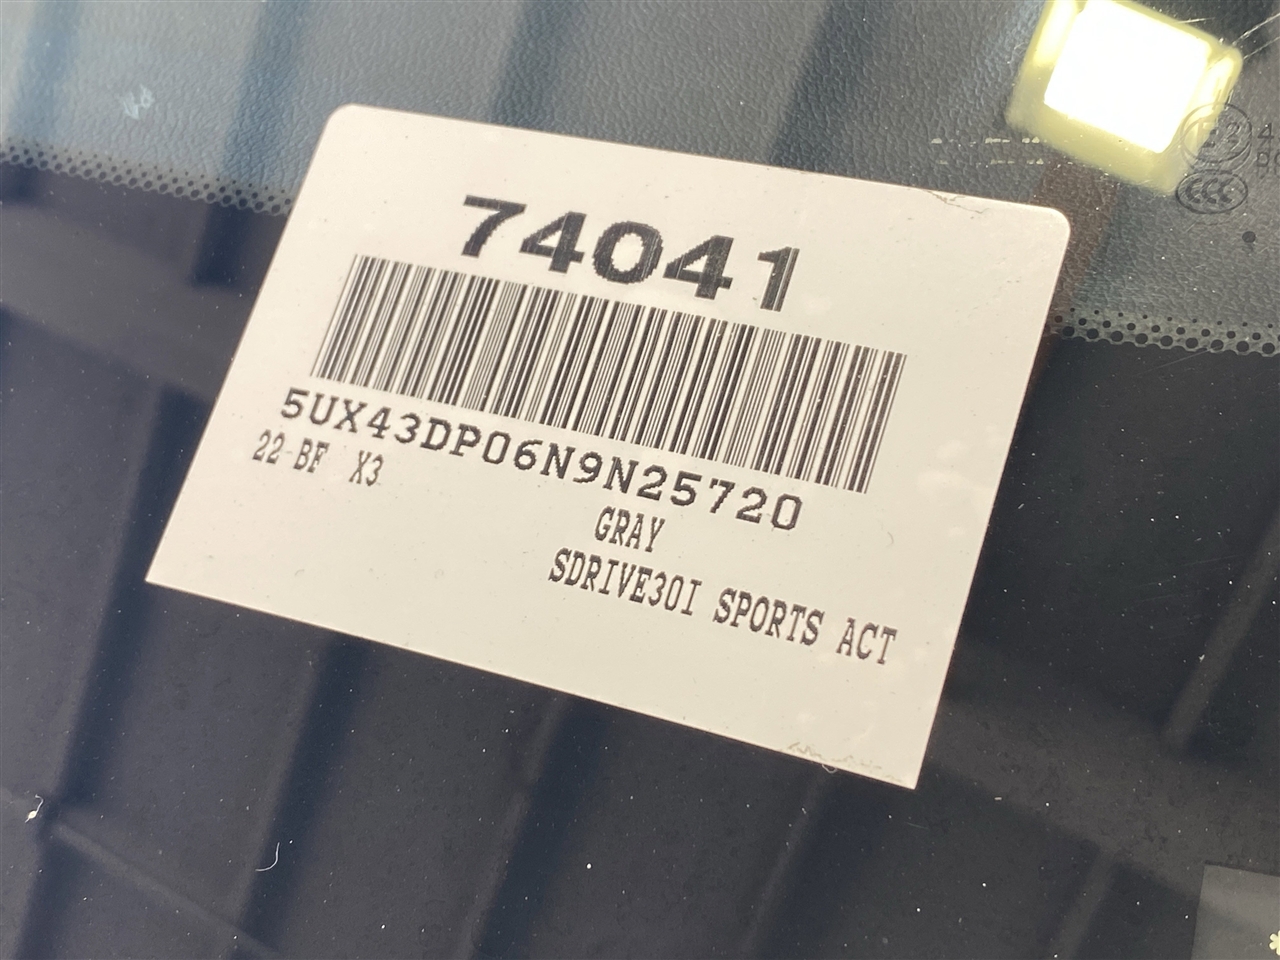 74041
5UX43DP06N9N25720
22-BF X3
GRAY
SDRIVE30I SPORTS ACT